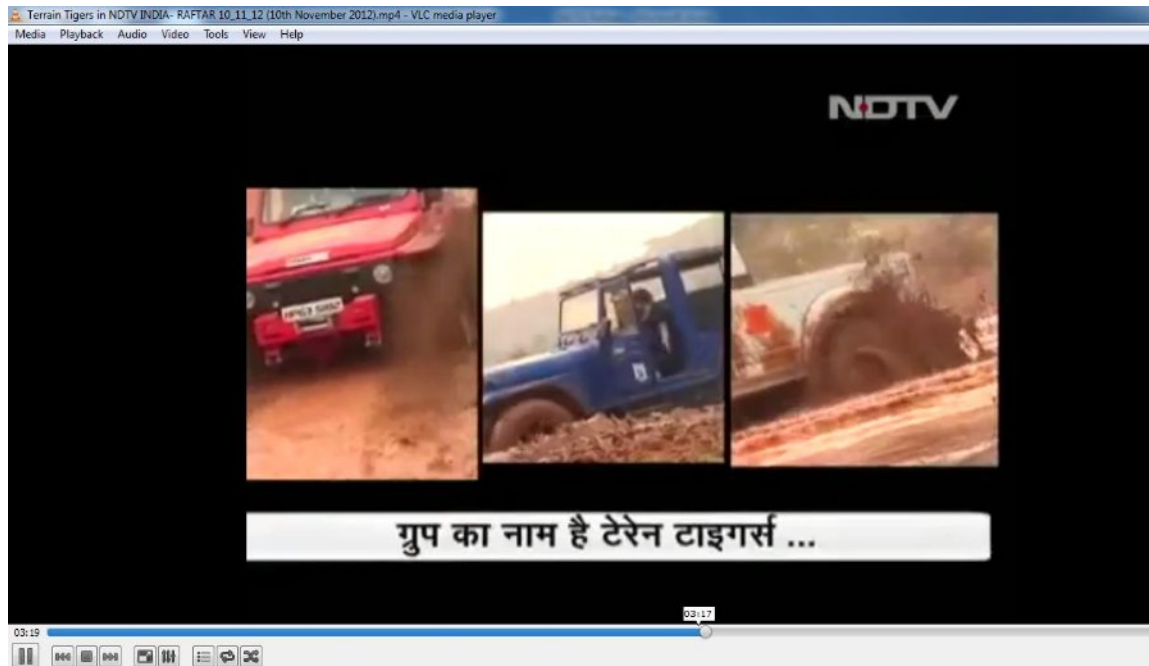 Terrain Tigers in NDTV INDIA- RAFTAR 10_11_12 (10th November 2012).mp4 - VLC media player
Media Playback Audio Video Tools View Help
NDTV
ग्रुप का नाम है टेरेन टाइगर्स ...
03:17
03:19